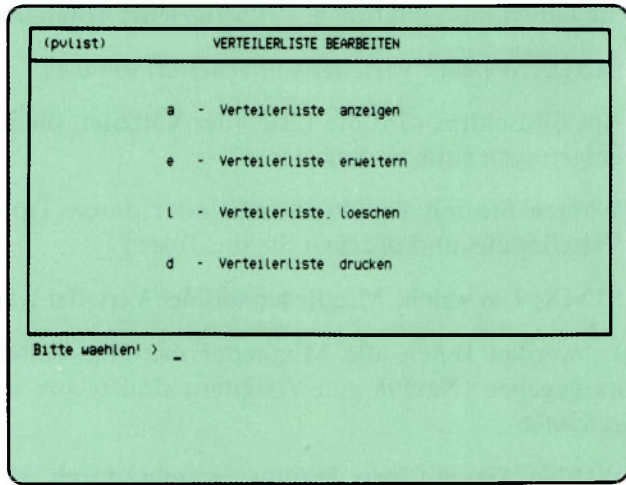 (pvlist) VERTEILERLISTE BEARBEITEN
a - Verteilerliste anzeigen
e - Verteilerliste erweitern
l - Verteilerliste. loeschen
d - Verteilerliste drucken
Bitte waehlen! > _